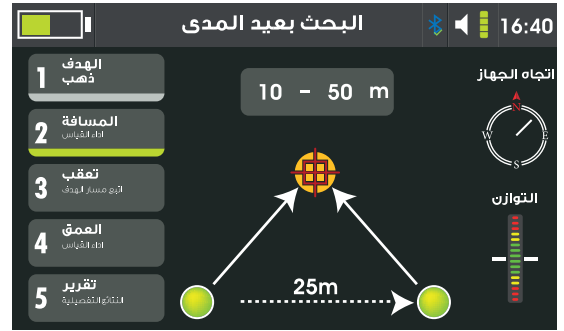 البحث بعيد المدى
16:40
1
الهدف
ذهب
2
المسافة
اداء القياس
3
تعقب
اتبع مسار الهدف
4
العمق
اداء القياس
5
تقرير
النتائج التفصيلية
10 - 50 m
25m
اتجاه الجهاز
N
W
E
S
التوازن